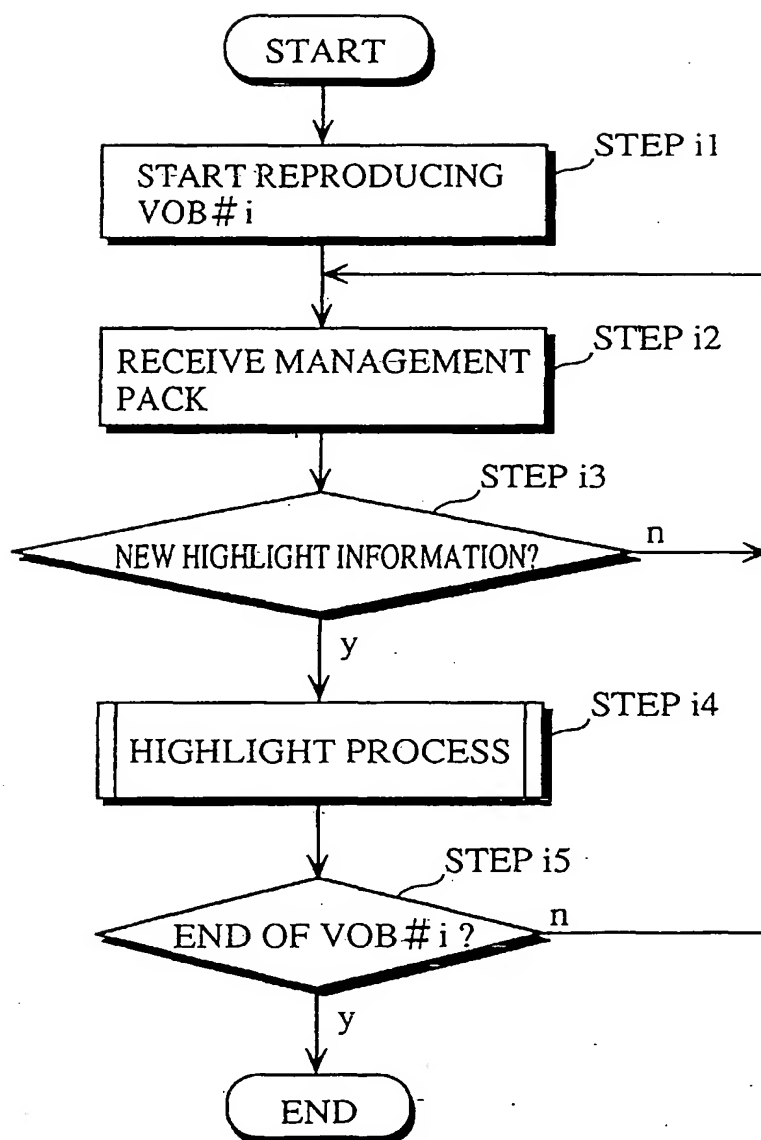 START
STEP i1
START REPRODUCING
VOB# i
STEP i2
RECEIVE MANAGEMENT
PACK
STEP i3
NEW HIGHLIGHT INFORMATION?
n
y
STEP i4
HIGHLIGHT PROCESS
STEP i5
END OF VOB# i ?
n
y
END